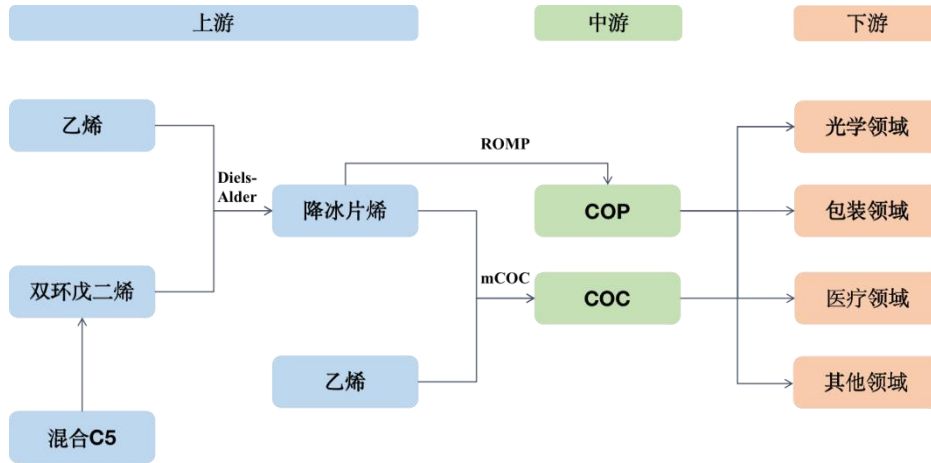 上游
中游
下游
乙烯
光学领域
ROMP
Diels-
Alder
降冰片烯
COP
包装领域
双环戊二烯
mCOC
COC
医疗领域
乙烯
其他领域
混合C5